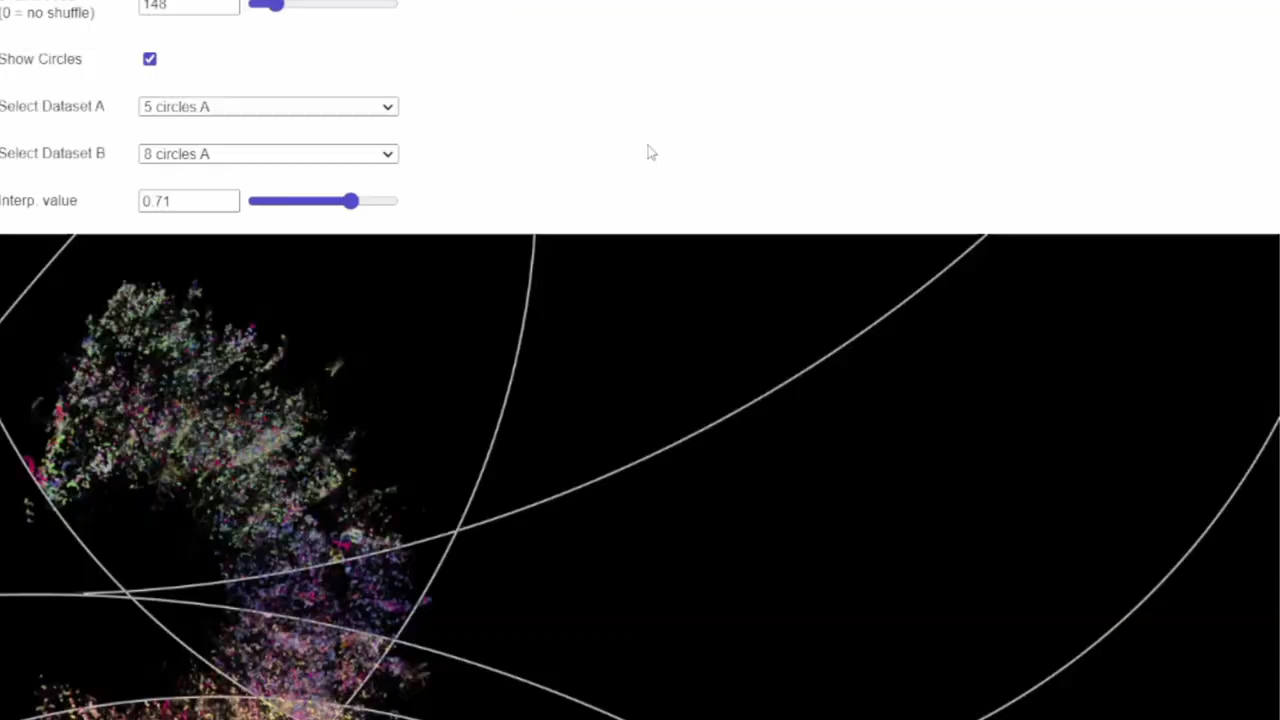 148
(0 = no shuffle)
Show Circles
Select Dataset A 5 circles A
Select Dataset B 8 circles A
Interp. value 0.71